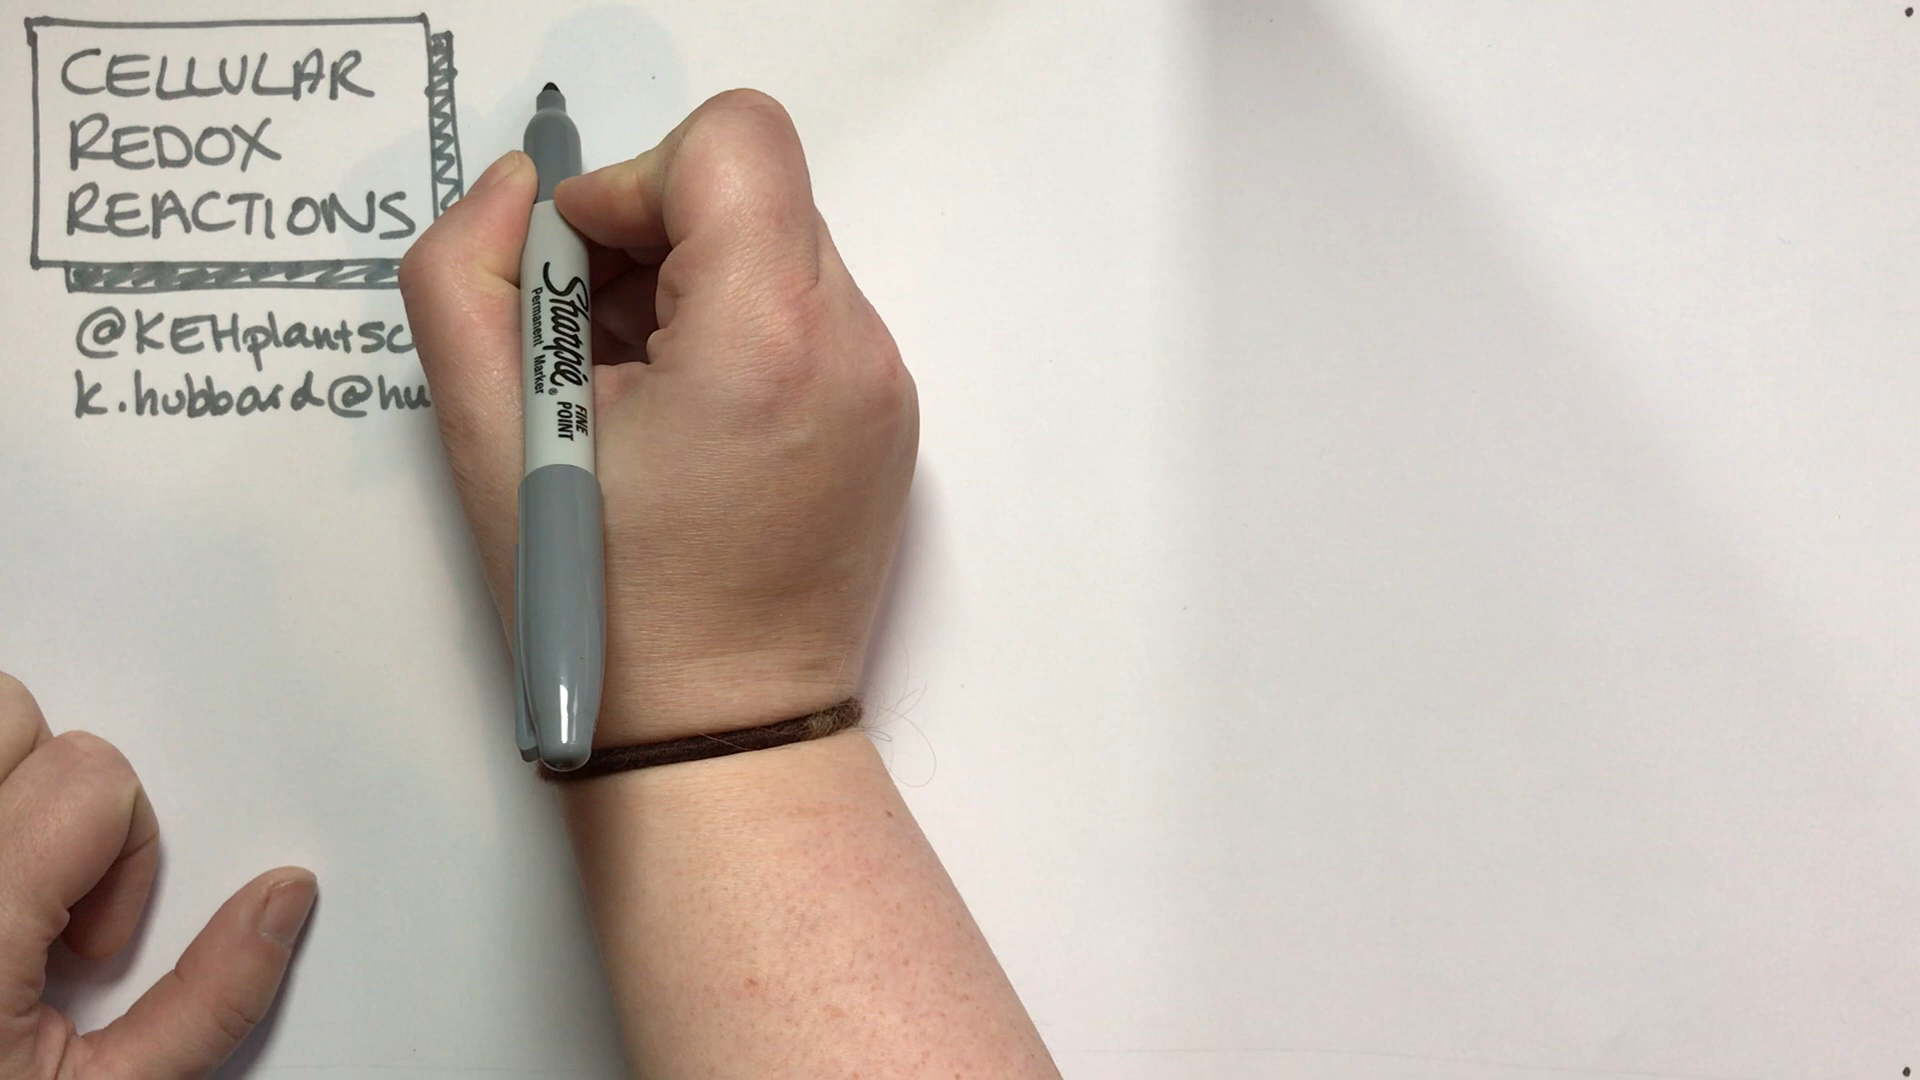 CELLULAR
REDOX
REACTIONS
@KEHplantsc
k.hubbard@hu
Sharpie®
FINE
POINT
Permanent Marker